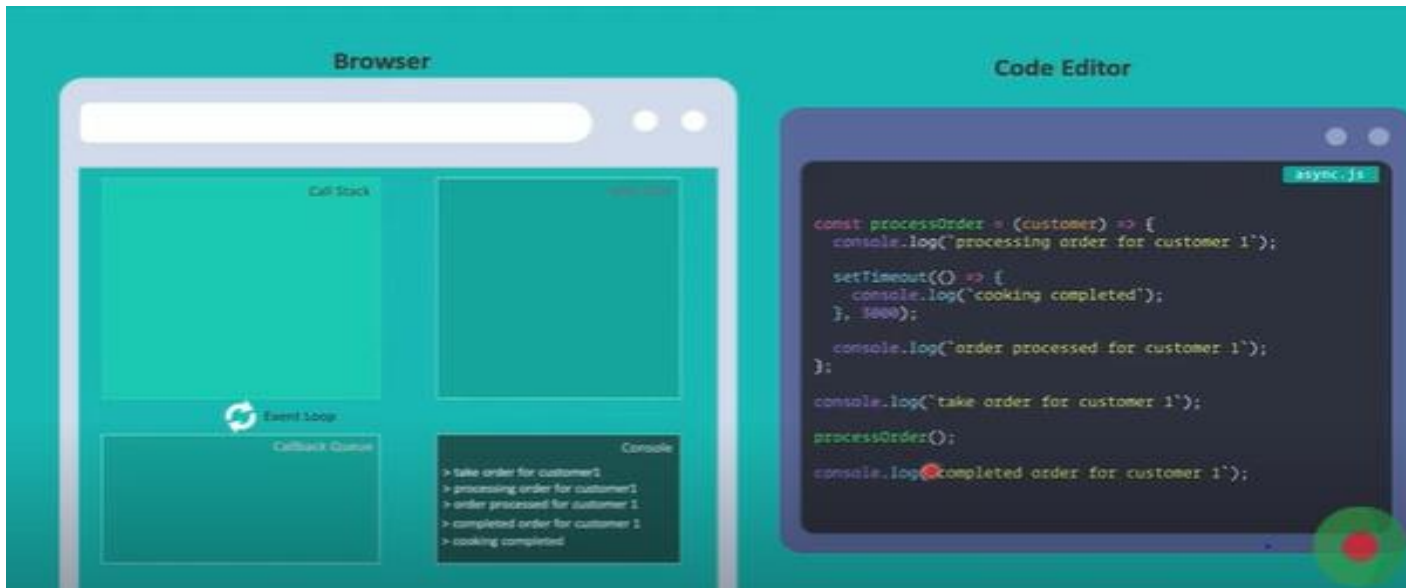 Browser
Call Stack
Event Loop
Callback Queue
Console
> take order for customer1
> processing order for customer1
> order processed for customer 1
> completed order for customer 1
> cooking completed
Code Editor
async.js
const processOrder = (customer) => {
console.log(`processing order for customer 1`);
setTimeout(() => {
console.log(`cooking completed`);
}, 3000);
console.log(`order processed for customer 1`);
};
console.log(`take order for customer 1`);
processOrder();
console.log completed order for customer 1`);